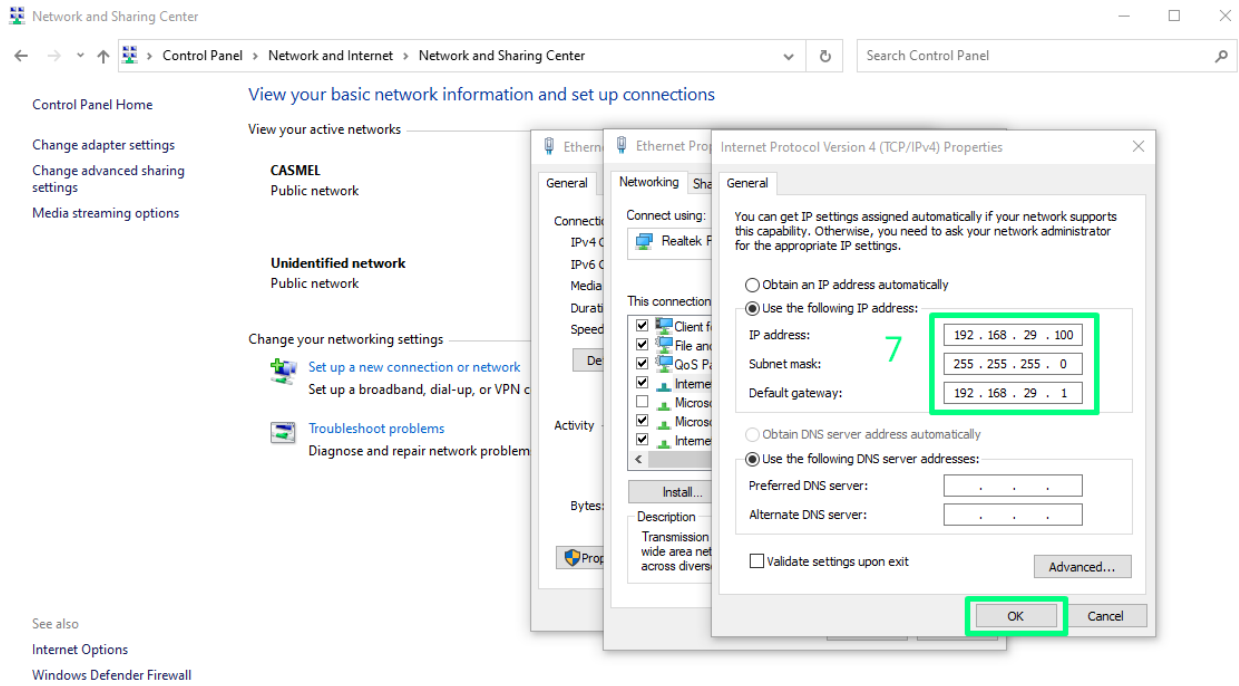 Network and Sharing Center
Control Panel > Network and Internet > Network and Sharing Center
Search Control Panel
Control Panel Home
Change adapter settings
Change advanced sharing
settings
Media streaming options
See also
Internet Options
Windows Defender Firewall
View your basic network information and set up connections
View your active networks
CASMEL
Public network
Unidentified network
Public network
Change your networking settings
Set up a new connection or network
Set up a broadband, dial-up, or VPN c
Troubleshoot problems
Diagnose and repair network problem
Ethern
General
Connectio
IPv4 C
IPv6 C
Media
Durati
Speed
De
Activity
Bytes:
Prop
Ethernet Prop
Networking
Sha
Connect using:
Realtek P
This connection
Client fo
File and
QoS Pa
Interne
Microso
Microso
Interne
Install...
Description
Transmission
wide area net
across divers
Internet Protocol Version 4 (TCP/IPv4) Properties
General
You can get IP settings assigned automatically if your network supports
this capability. Otherwise, you need to ask your network administrator
for the appropriate IP settings.
Obtain an IP address automatically
Use the following IP address:
7
IP address: 192 . 168 . 29 . 100
Subnet mask: 255 . 255 . 255 . 0
Default gateway: 192 . 168 . 29 . 1
Obtain DNS server address automatically
Use the following DNS server addresses:
Preferred DNS server: . . .
Alternate DNS server: . . .
Validate settings upon exit
Advanced...
OK
Cancel